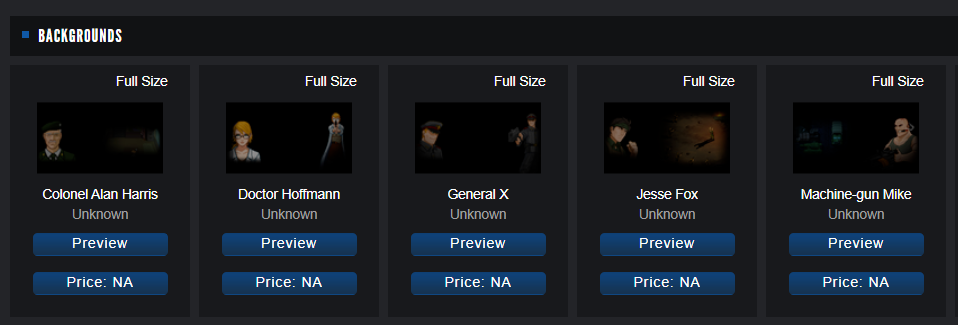 BACKGROUNDS
Full Size
Full Size
Full Size
Full Size
Full Size
Colonel Alan Harris
Doctor Hoffmann
General X
Jesse Fox
Machine-gun Mike
Unknown
Unknown
Unknown
Unknown
Unknown
Preview
Preview
Preview
Preview
Preview
Price: NA
Price: NA
Price: NA
Price: NA
Price: NA